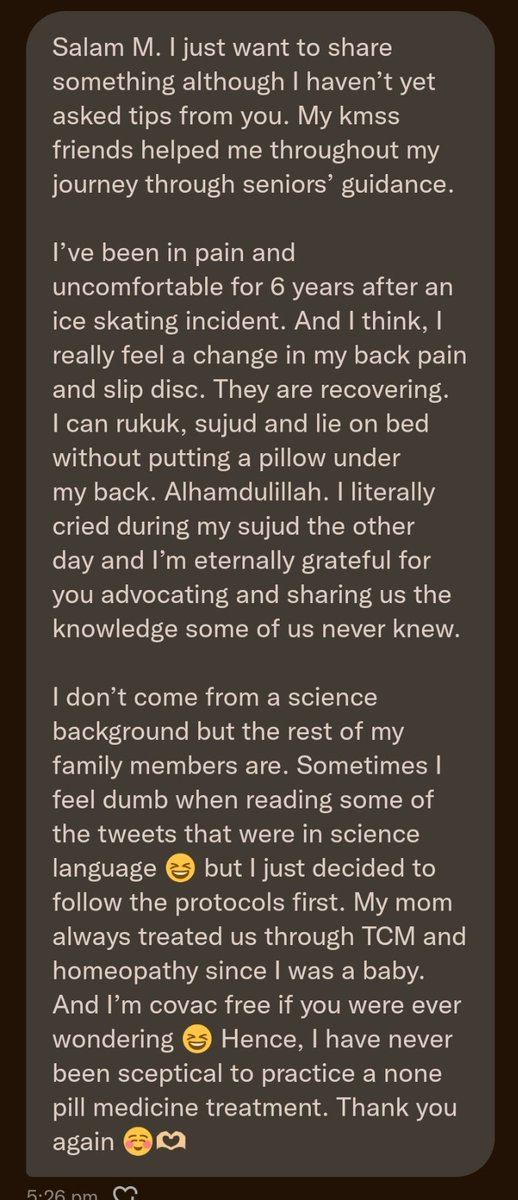 Salam M. I just want to share
something although I haven’t yet
asked tips from you. My kmss
friends helped me throughout my
journey through seniors’ guidance.
I’ve been in pain and
uncomfortable for 6 years after an
ice skating incident. And I think, I
really feel a change in my back pain
and slip disc. They are recovering.
I can rukuk, sujud and lie on bed
without putting a pillow under
my back. Alhamdulillah. I literally
cried during my sujud the other
day and I’m eternally grateful for
you advocating and sharing us the
knowledge some of us never knew.
I don’t come from a science
background but the rest of my
family members are. Sometimes I
feel dumb when reading some of
the tweets that were in science
language 😆 but I just decided to
follow the protocols first. My mom
always treated us through TCM and
homeopathy since I was a baby.
And I’m covac free if you were ever
wondering 😆 Hence, I have never
been sceptical to practice a none
pill medicine treatment. Thank you
again ☺️🫶🏼
5:26 pm